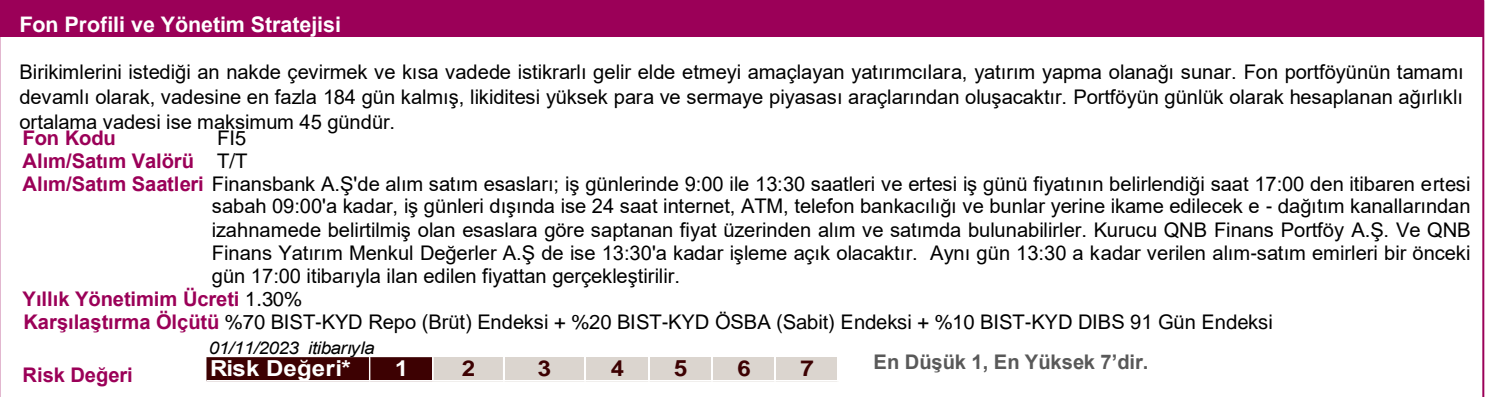 Fon Profili ve Yönetim Stratejisi
Birikimlerini istediği an nakde çevirmek ve kısa vadede istikrarlı gelir elde etmeyi amaçlayan yatırımcılara, yatırım yapma olanağı sunar. Fon portföyünün tamamı
devamlı olarak, vadesine en fazla 184 gün kalmış, likiditesi yüksek para ve sermaye piyasası araçlarından oluşacaktır. Portföyün günlük olarak hesaplanan ağırlıklı
ortalama vadesi ise maksimum 45 gündür.
Fon Kodu FI5
Alım/Satım Valörü T/T
Alım/Satım Saatleri Finansbank A.Ş'de alım satım esasları; iş günlerinde 9:00 ile 13:30 saatleri ve ertesi iş günü fiyatının belirlendiği saat 17:00 den itibaren ertesi
sabah 09:00'a kadar, iş günleri dışında ise 24 saat internet, ATM, telefon bankacılığı ve bunlar yerine ikame edilecek e - dağıtım kanallarından
izahnamede belirtilmiş olan esaslara göre saptanan fiyat üzerinden alım ve satımda bulunabilirler. Kurucu QNB Finans Portföy A.Ş. Ve QNB
Finans Yatırım Menkul Değerler A.Ş de ise 13:30'a kadar işleme açık olacaktır. Aynı gün 13:30 a kadar verilen alım-satım emirleri bir önceki
gün 17:00 itibarıyla ilan edilen fiyattan gerçekleştirilir.
Yıllık Yönetimim Ücreti 1.30%
Karşılaştırma Ölçütü %70 BIST-KYD Repo (Brüt) Endeksi + %20 BIST-KYD ÖSBA (Sabit) Endeksi + %10 BIST-KYD DIBS 91 Gün Endeksi
01/11/2023 itibarıyla
Risk Değeri Risk Değeri* 1 2 3 4 5 6 7 En Düşük 1, En Yüksek 7’dir.